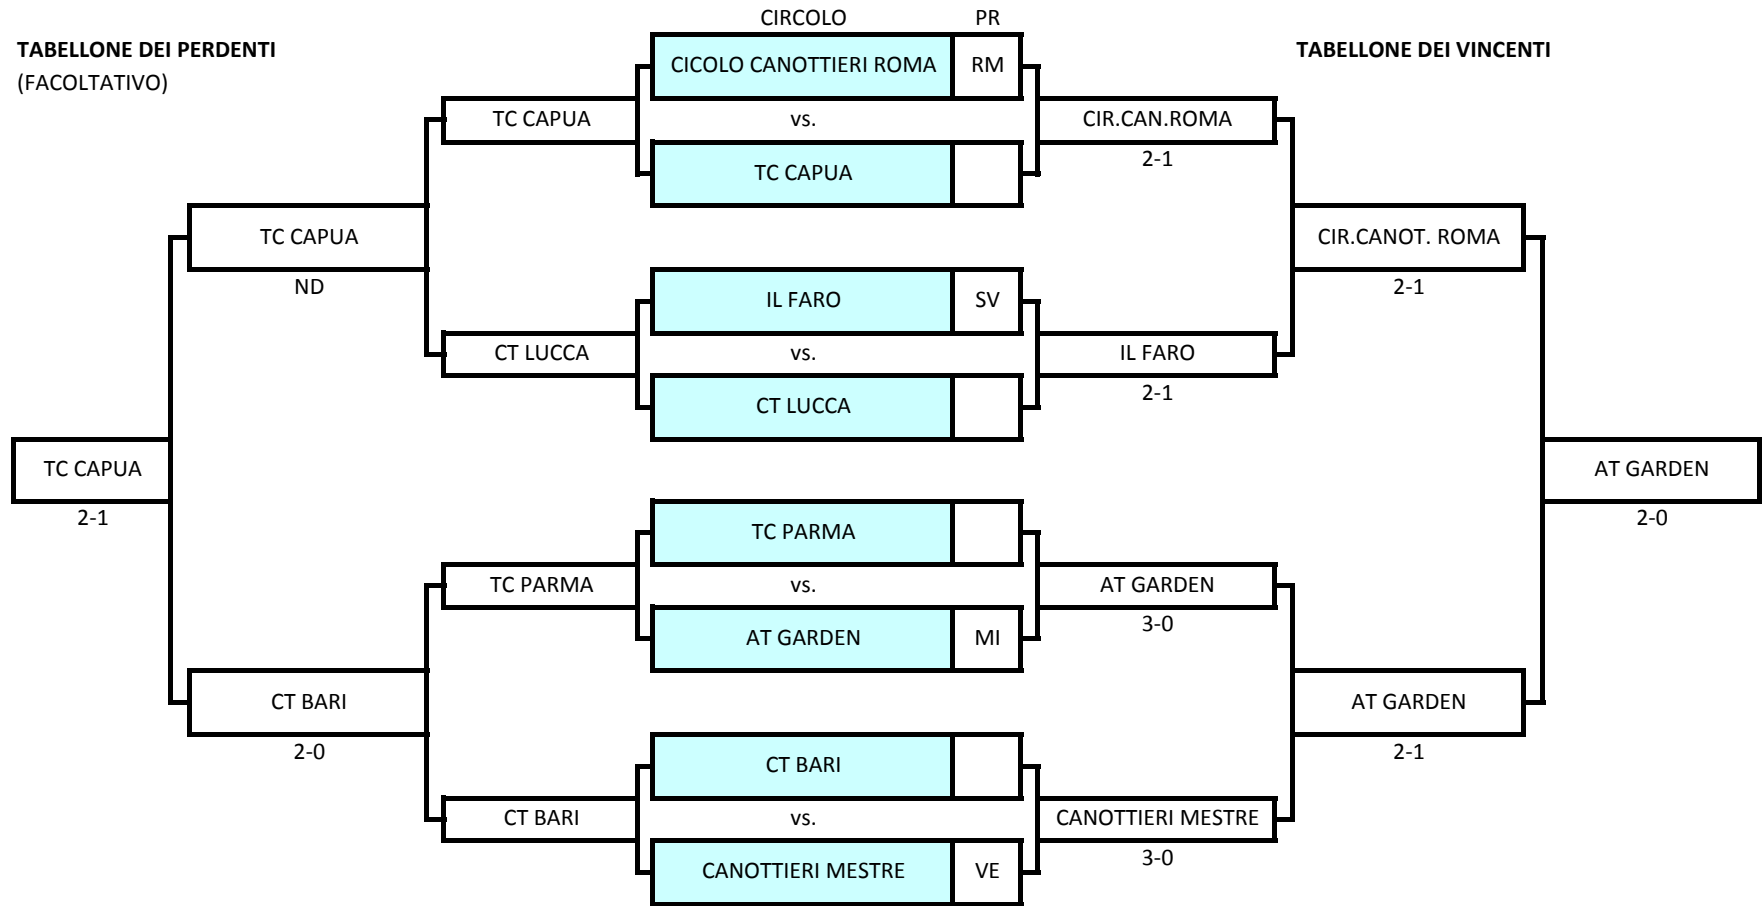 CIRCOLO PR
TABELLONE DEI PERDENTI
TABELLONE DEI VINCENTI
(FACOLTATIVO)
CICOLO CANOTTIERI ROMA RM
TC CAPUA vs. CIR.CAN.ROMA
2-1
TC CAPUA
TC CAPUA CIR.CANOT. ROMA
ND 2-1
IL FARO SV
CT LUCCA vs. IL FARO
2-1
CT LUCCA
TC CAPUA AT GARDEN
2-1 2-0
TC PARMA
TC PARMA vs. AT GARDEN
3-0
AT GARDEN MI
CT BARI AT GARDEN
2-0 2-1
CT BARI
CT BARI vs. CANOTTIERI MESTRE
3-0
CANOTTIERI MESTRE VE